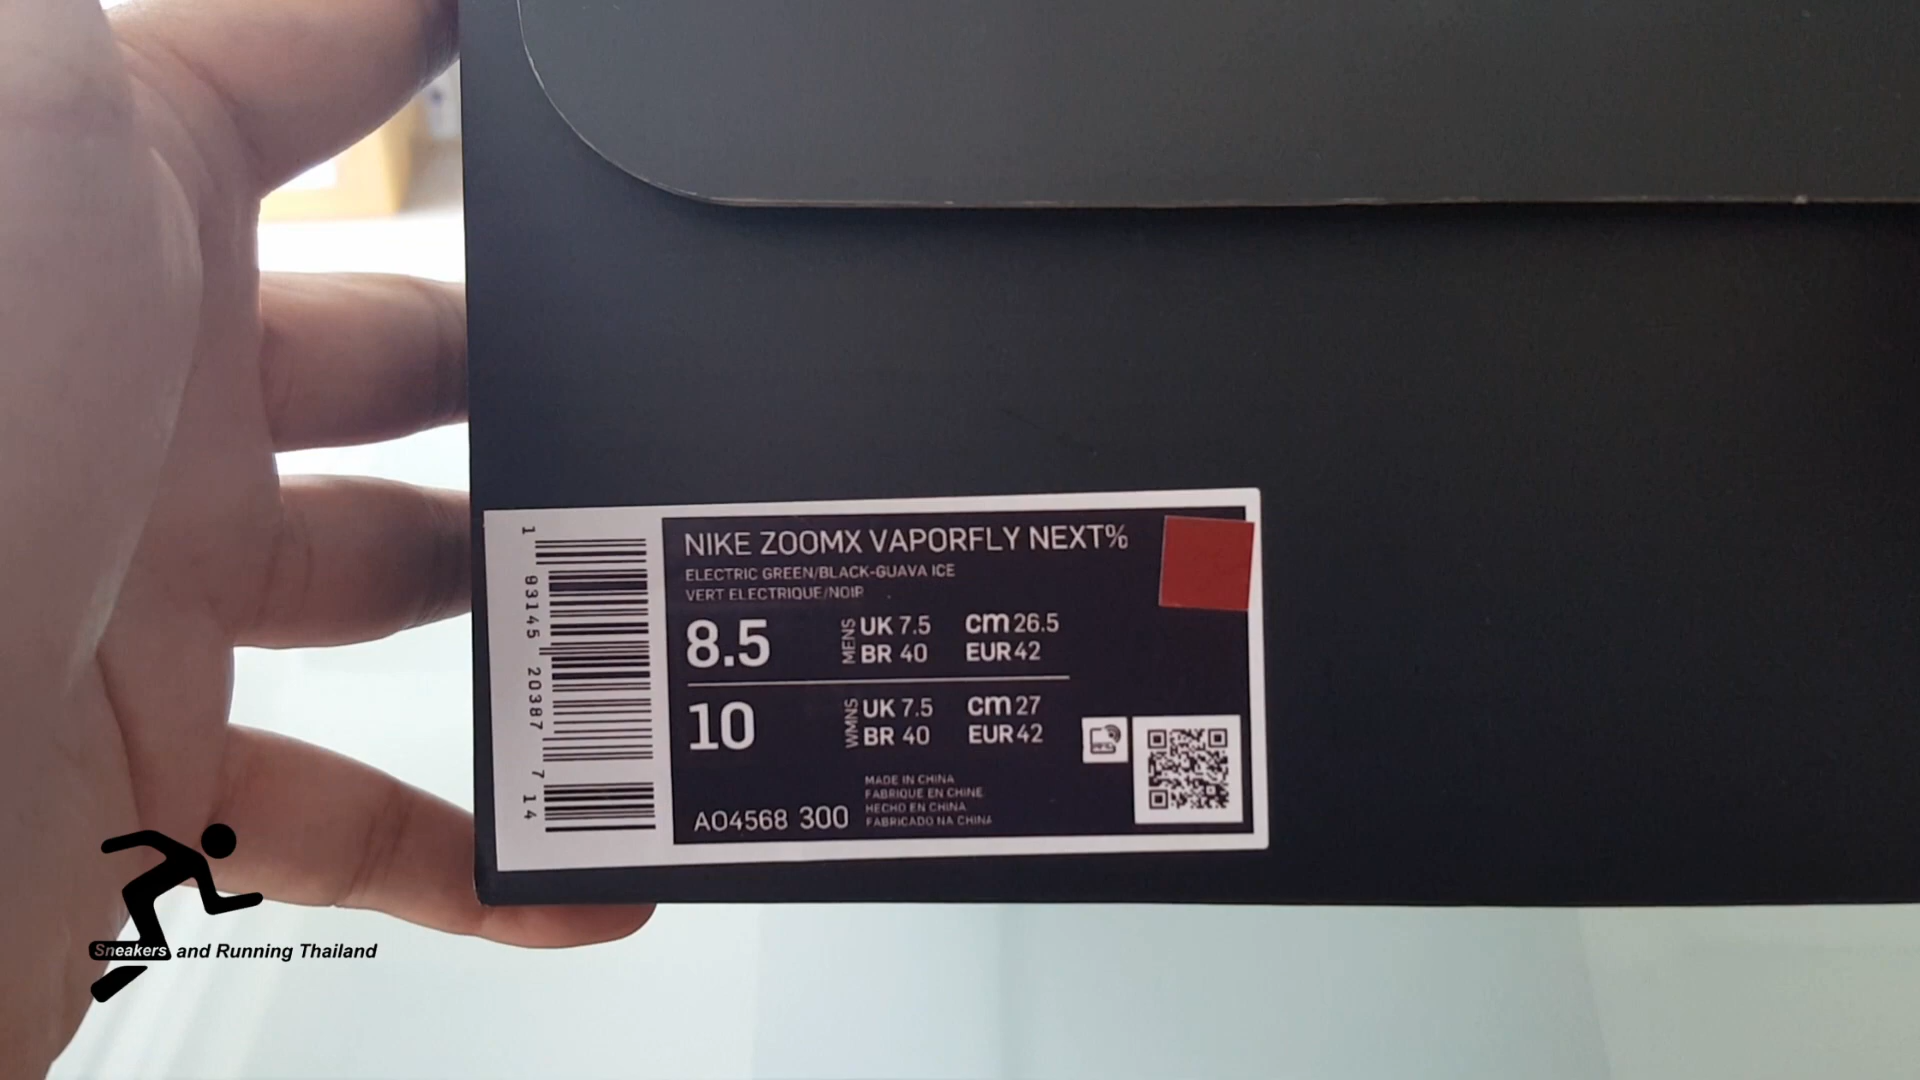 NIKE ZOOMX VAPORFLY NEXT%
ELECTRIC GREEN/BLACK-GUAVA ICE
VERT ELECTRIQUE/NOIR
8.5 MENS UK 7.5 cm 26.5
BR 40 EUR 42
10 WMNS UK 7.5 cm 27
BR 40 EUR 42
MADE IN CHINA
FABRIQUE EN CHINE
HECHO EN CHINA
FABRICADO NA CHINA
AO4568 300
1 93145 20387 7 14
Sneakers and Running Thailand